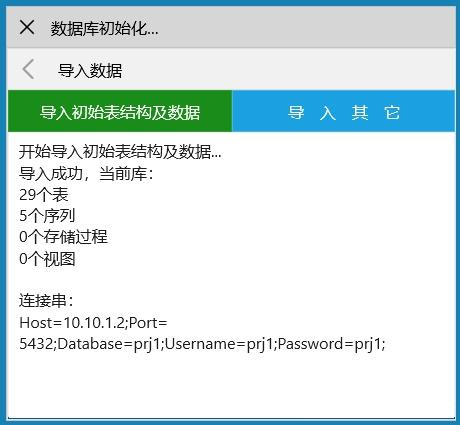 数据库初始化...
导入数据
导入初始表结构及数据
导 入 其 它
开始导入初始表结构及数据...
导入成功，当前库：
29个表
5个序列
0个存储过程
0个视图
连接串：
Host=10.10.1.2;Port=
5432;Database=prj1;Username=prj1;Password=prj1;